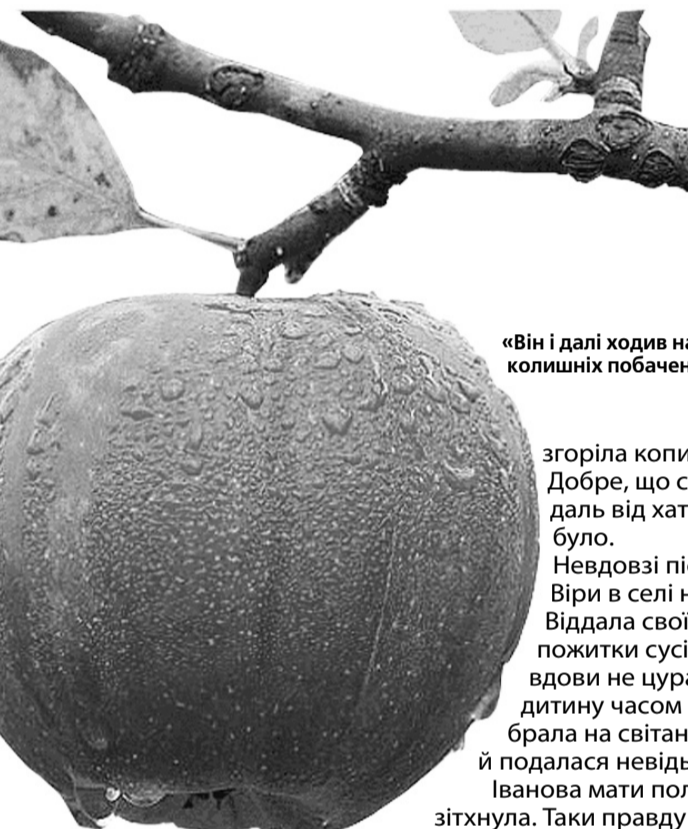 «Він і далі ходив на
колишніх побачен
згоріла копи
Добре, що с
даль від хат
було.
Невдовзі піс
Віри в селі н
Віддала свої
пожитки сусі
вдови не цура
дитину часом
брала на світан
й подалася невідь
Іванова мати пол
зітхнула. Таки правду